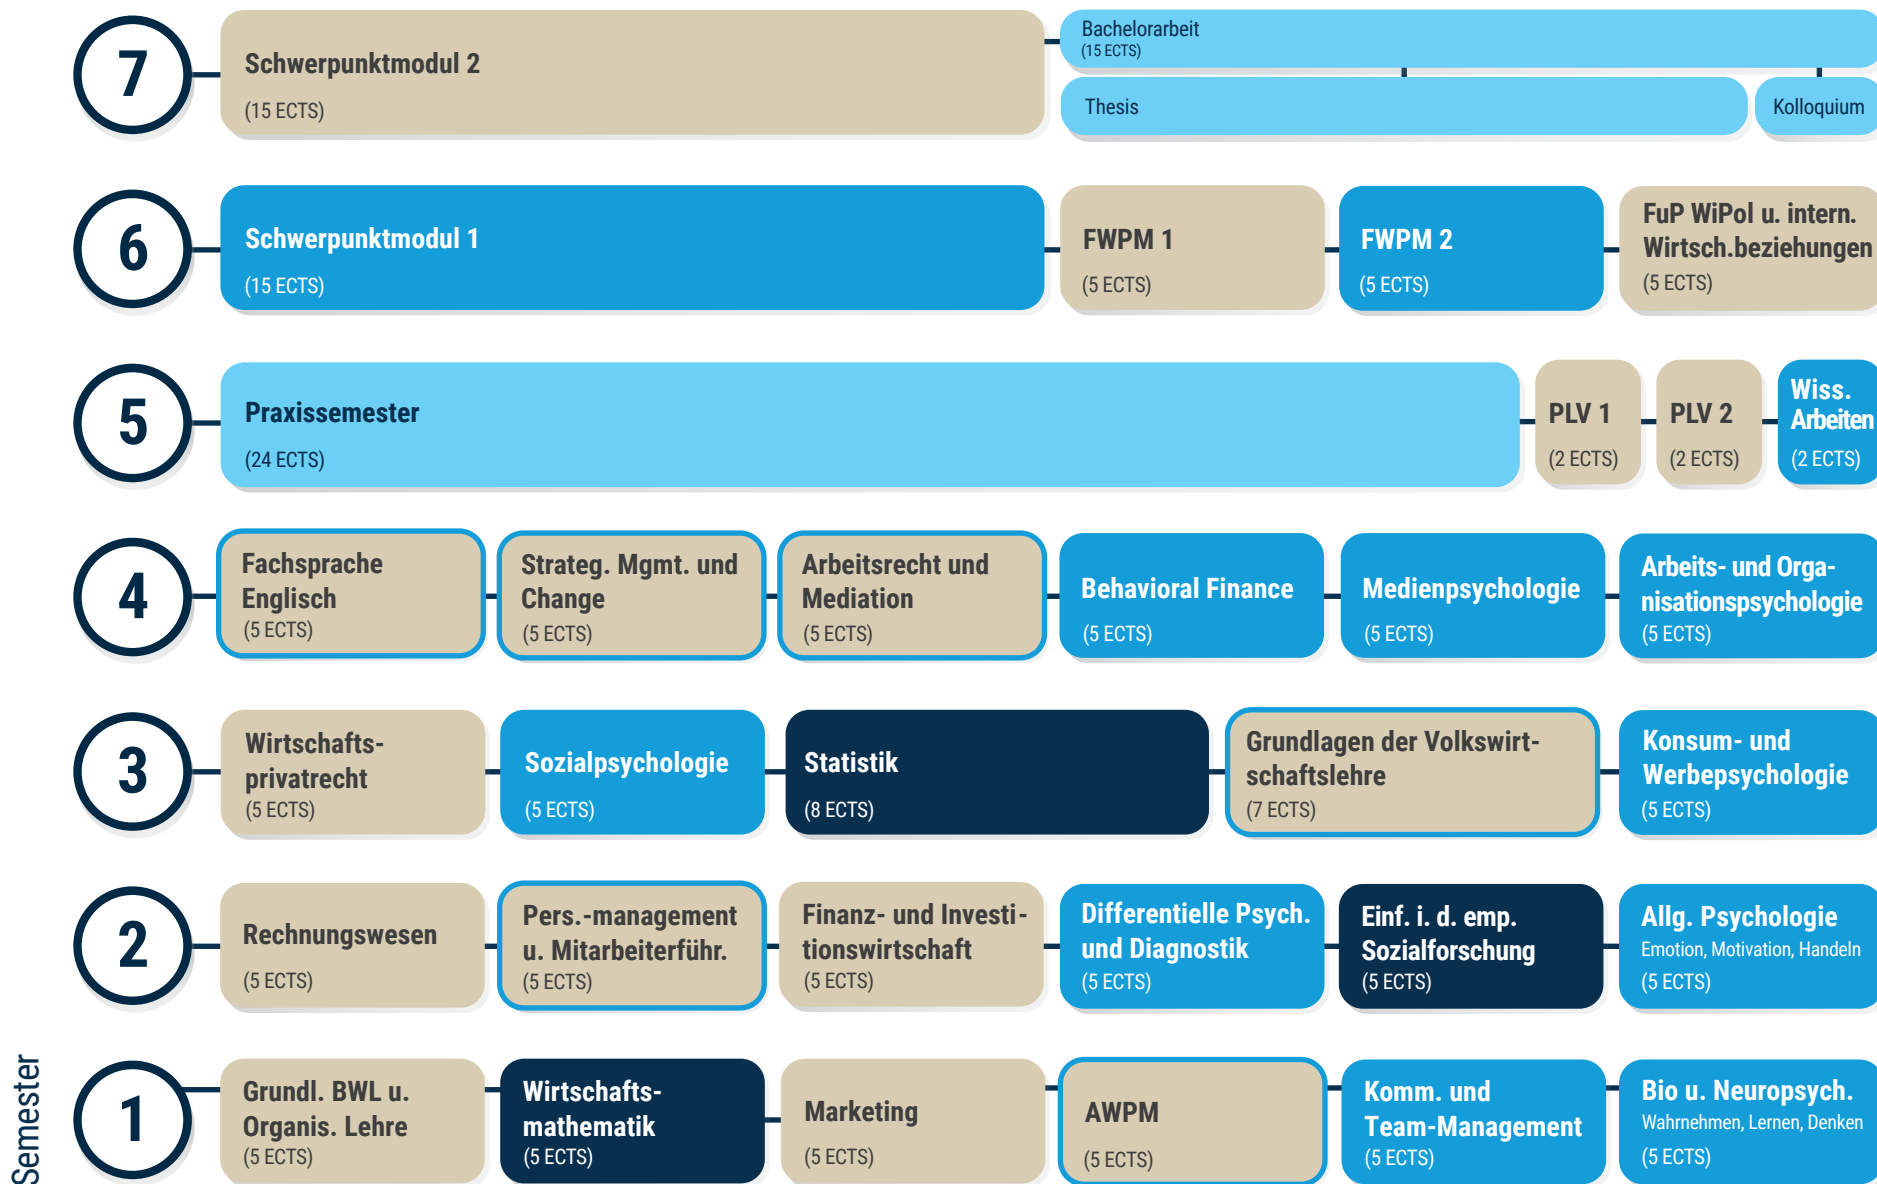 7
Schwerpunktmodul 2
(15 ECTS)
Bachelorarbeit
(15 ECTS)
Thesis
Kolloquium
6
Schwerpunktmodul 1
(15 ECTS)
FWPM 1
(5 ECTS)
FWPM 2
(5 ECTS)
FuP WiPol u. intern.
Wirtsch.beziehungen
(5 ECTS)
5
Praxissemester
(24 ECTS)
PLV 1
(2 ECTS)
PLV 2
(2 ECTS)
Wiss.
Arbeiten
(2 ECTS)
4
Fachsprache
Englisch
(5 ECTS)
Strateg. Mgmt. und
Change
(5 ECTS)
Arbeitsrecht und
Mediation
(5 ECTS)
Behavioral Finance
(5 ECTS)
Medienpsychologie
(5 ECTS)
Arbeits- und Orga-
nisationspsychologie
(5 ECTS)
3
Wirtschafts-
privatrecht
(5 ECTS)
Sozialpsychologie
(5 ECTS)
Statistik
(8 ECTS)
Grundlagen der Volkswirt-
schaftslehre
(7 ECTS)
Konsum- und
Werbepsychologie
(5 ECTS)
2
Rechnungswesen
(5 ECTS)
Pers.-management
u. Mitarbeiterführ.
(5 ECTS)
Finanz- und Investi-
tionswirtschaft
(5 ECTS)
Differentielle Psych.
und Diagnostik
(5 ECTS)
Einf. i. d. emp.
Sozialforschung
(5 ECTS)
Allg. Psychologie
Emotion, Motivation, Handeln
(5 ECTS)
Semester
1
Grundl. BWL u.
Organis. Lehre
(5 ECTS)
Wirtschafts-
mathematik
(5 ECTS)
Marketing
(5 ECTS)
AWPM
(5 ECTS)
Komm. und
Team-Management
(5 ECTS)
Bio u. Neuropsych.
Wahrnehmen, Lernen, Denken
(5 ECTS)